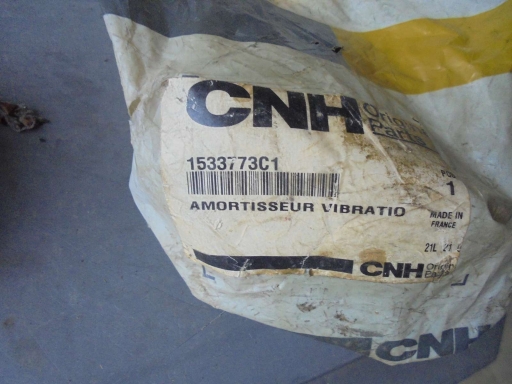 CNH
1533773C1
1
AMORTISSEUR VIBRATIO
MADE IN
FRANCE
CNH
CNH